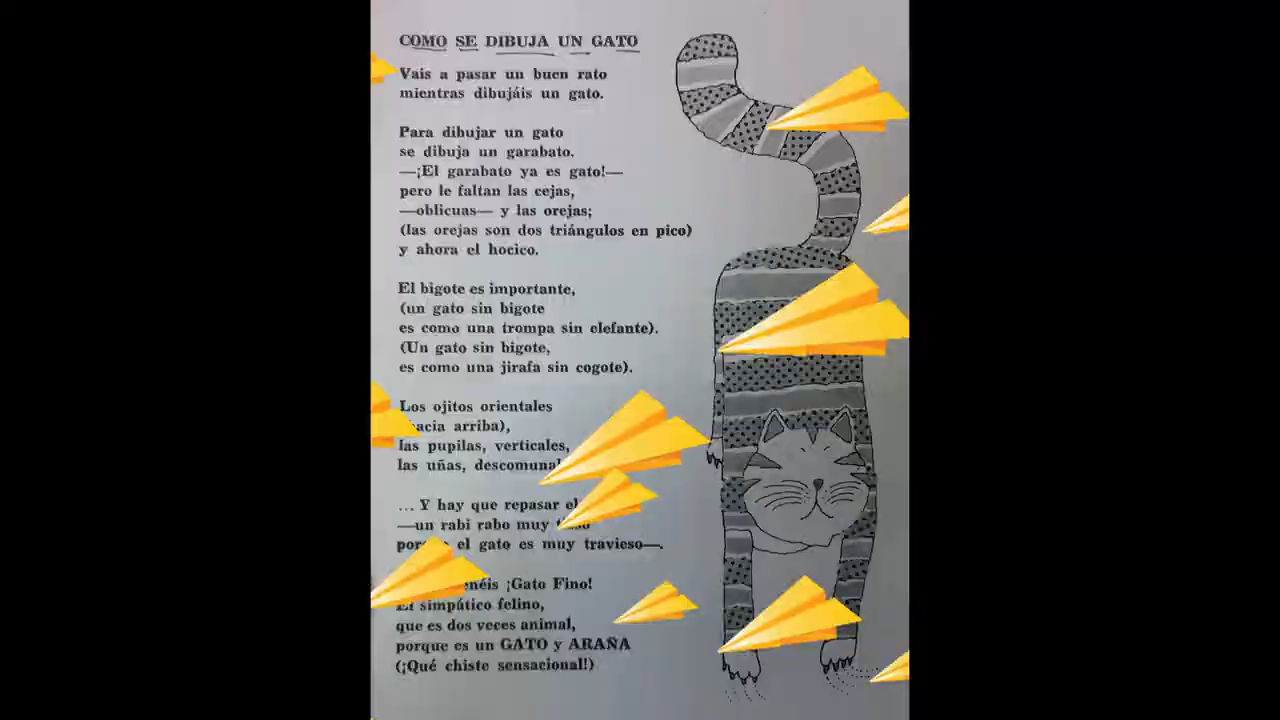 COMO SE DIBUJA UN GATO
Vais a pasar un buen rato
mientras dibujáis un gato.
Para dibujar un gato
se dibuja un garabato.
—¡El garabato ya es gato!—
pero le faltan las cejas,
—oblicuas— y las orejas;
(las orejas son dos triángulos en pico)
y ahora el hocico.
El bigote es importante,
(un gato sin bigote
es como una trompa sin elefante).
(Un gato sin bigote,
es como una jirafa sin cogote).
Los ojitos orientales
arriba),
las pupilas, verticales,
las uñas,
... Y hay que repasar el
—un rabi rabo muy
el gato es muy travieso—.
¡Gato Fino!
El simpático felino,
que es dos veces animal,
porque es un GATO y ARAÑA
(¡Qué chiste sensacional!)